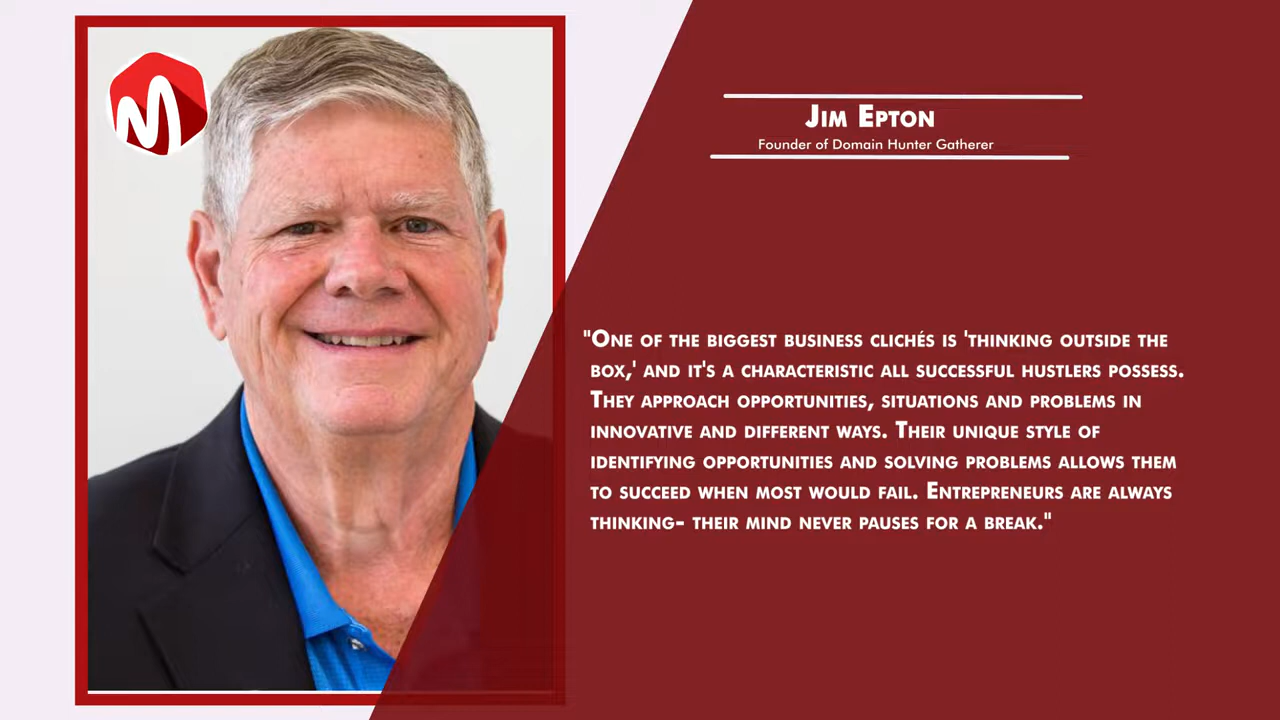 Jim Epton
Founder of Domain Hunter Gatherer
"One of the biggest business clichés is 'thinking outside the
box,' and it's a characteristic all successful hustlers possess.
They approach opportunities, situations and problems in
innovative and different ways. Their unique style of
identifying opportunities and solving problems allows them
to succeed when most would fail. Entrepreneurs are always
thinking- their mind never pauses for a break."